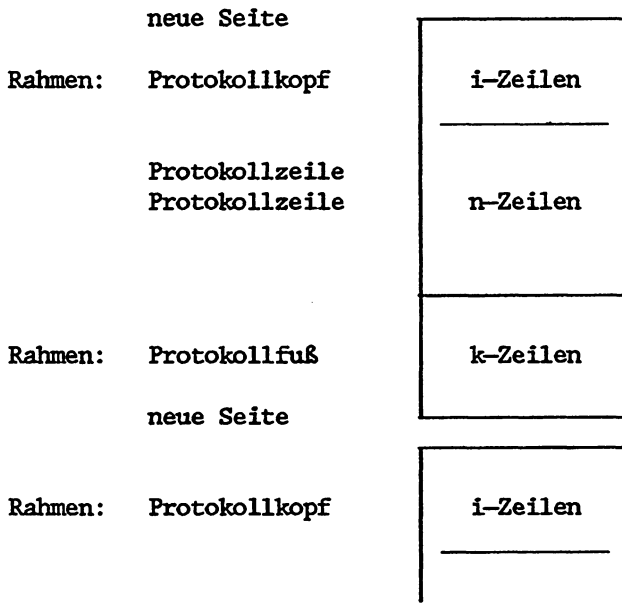 neue Seite
Rahmen: Protokollkopf i-Zeilen
Protokollzeile
Protokollzeile n-Zeilen
Rahmen: Protokollfuß k-Zeilen
neue Seite
Rahmen: Protokollkopf i-Zeilen